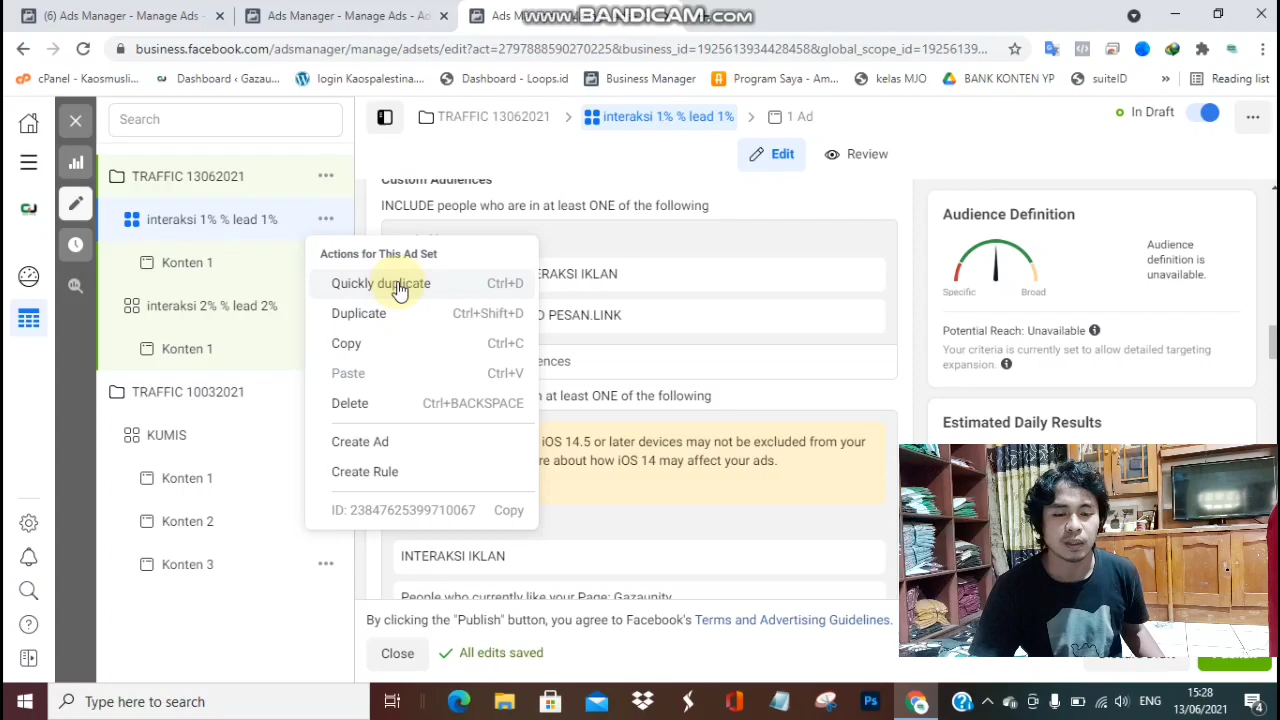 (6) Ads Manager - Manage Ads -
Ads Manager - Manage Ads - Ad
Ads M
www.BANDICAM.com
business.facebook.com/adsmanager/manage/adsets/edit?act=2797888590270225&business_id=1925613934428458&global_scope_id=19256139...
cPanel - Kaosmusli...
Dashboard ‹ Gazaau...
login Kaospalestina...
Dashboard - Loops.id
Business Manager
Program Saya - Am...
kelas MJO
BANK KONTEN YP
suiteID
»
Reading list
Search
TRAFFIC 13062021
interaksi 1% % lead 1%
Konten 1
interaksi 2% % lead 2%
Konten 1
TRAFFIC 10032021
KUMIS
Konten 1
Konten 2
Konten 3
TRAFFIC 13062021
interaksi 1% % lead 1%
1 Ad
In Draft
Edit
Review
Custom Audiences
INCLUDE people who are in at least ONE of the following
ERAKSI IKLAN
D PESAN.LINK
ences
n at least ONE of the following
iOS 14.5 or later devices may not be excluded from your
re about how iOS 14 may affect your ads.
INTERAKSI IKLAN
People who currently like your Page: Gazaunity
Actions for This Ad Set
Quickly duplicate Ctrl+D
Duplicate Ctrl+Shift+D
Copy Ctrl+C
Paste Ctrl+V
Delete Ctrl+BACKSPACE
Create Ad
Create Rule
ID: 23847625399710067 Copy
Audience Definition
Specific
Broad
Audience
definition is
unavailable.
Potential Reach: Unavailable
Your criteria is currently set to allow detailed targeting
expansion.
Estimated Daily Results
By clicking the "Publish" button, you agree to Facebook's Terms and Advertising Guidelines.
Close
All edits saved
Type here to search
ENG
15:28
13/06/2021
4